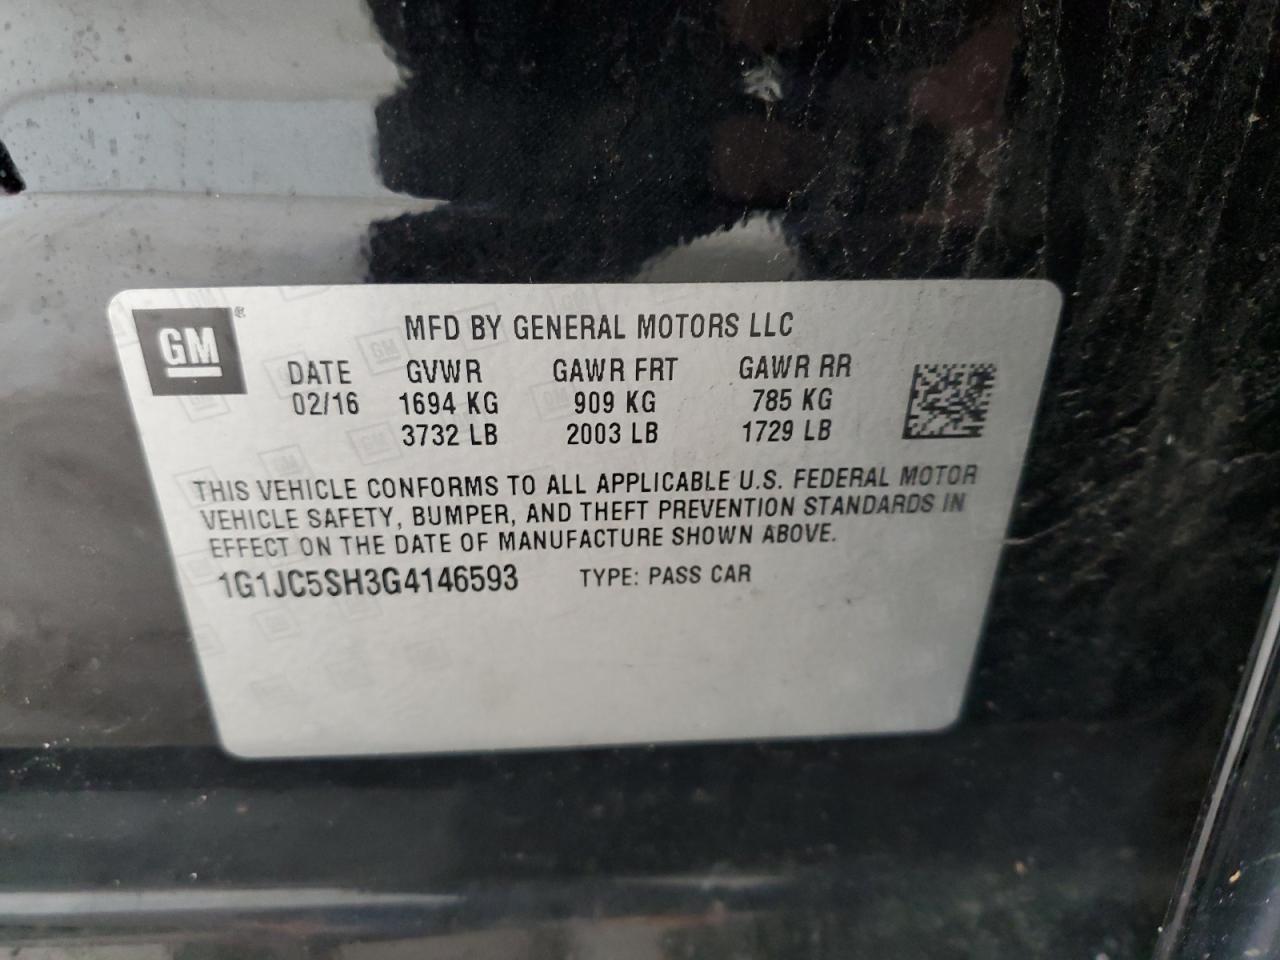 GM®
MFD BY GENERAL MOTORS LLC
DATE GVWR GAWR FRT GAWR RR
02/16 1694 KG 909 KG 785 KG
3732 LB 2003 LB 1729 LB
THIS VEHICLE CONFORMS TO ALL APPLICABLE U.S. FEDERAL MOTOR
VEHICLE SAFETY, BUMPER, AND THEFT PREVENTION STANDARDS IN
EFFECT ON THE DATE OF MANUFACTURE SHOWN ABOVE.
1G1JC5SH3G4146593 TYPE: PASS CAR